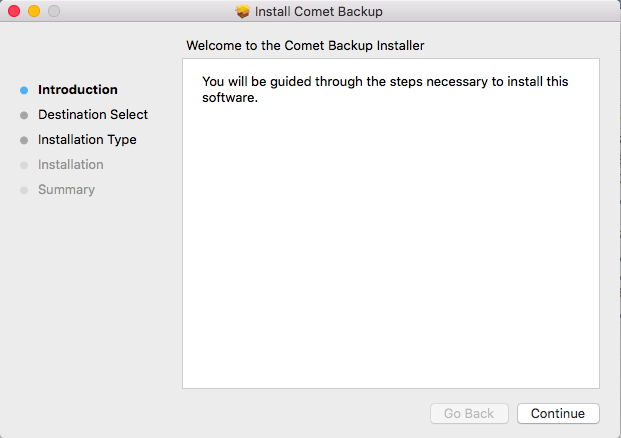 Install Comet Backup
Welcome to the Comet Backup Installer
Introduction
Destination Select
Installation Type
Installation
Summary
You will be guided through the steps necessary to install this
software.
Go Back
Continue